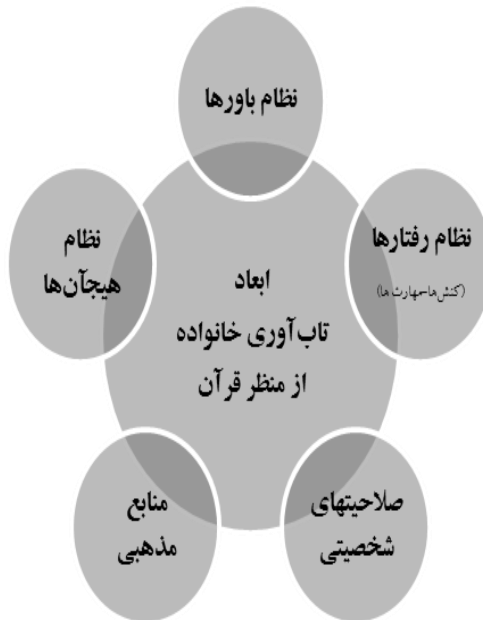 نظام باورها
نظام رفتارها
(کنش‌ها-مهارت ها)
صلاحیتهای
شخصیتی
منابع
مذهبی
نظام
هیجآن‌ها
ابعاد
تاب‌آوری خانواده
از منظر قرآن